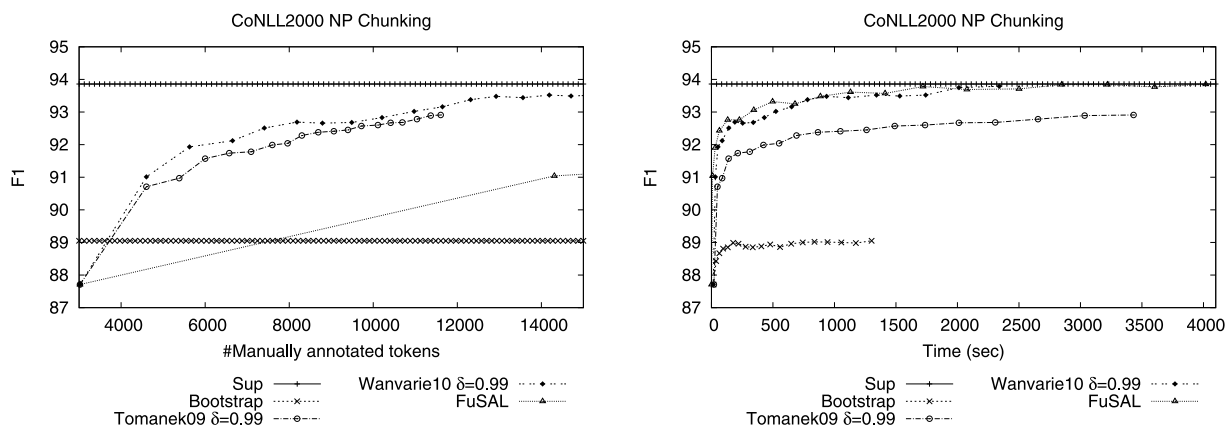 CoNLL2000 NP Chunking
95
94
93
92
91
90
89
88
87
F1
4000 6000 8000 10000 12000 14000
#Manually annotated tokens
Sup
Bootstrap
Tomanek09 δ=0.99
Wanvarie10 δ=0.99
FuSAL
CoNLL2000 NP Chunking
95
94
93
92
91
90
89
88
87
F1
0 500 1000 1500 2000 2500 3000 3500 4000
Time (sec)
Sup
Bootstrap
Tomanek09 δ=0.99
Wanvarie10 δ=0.99
FuSAL